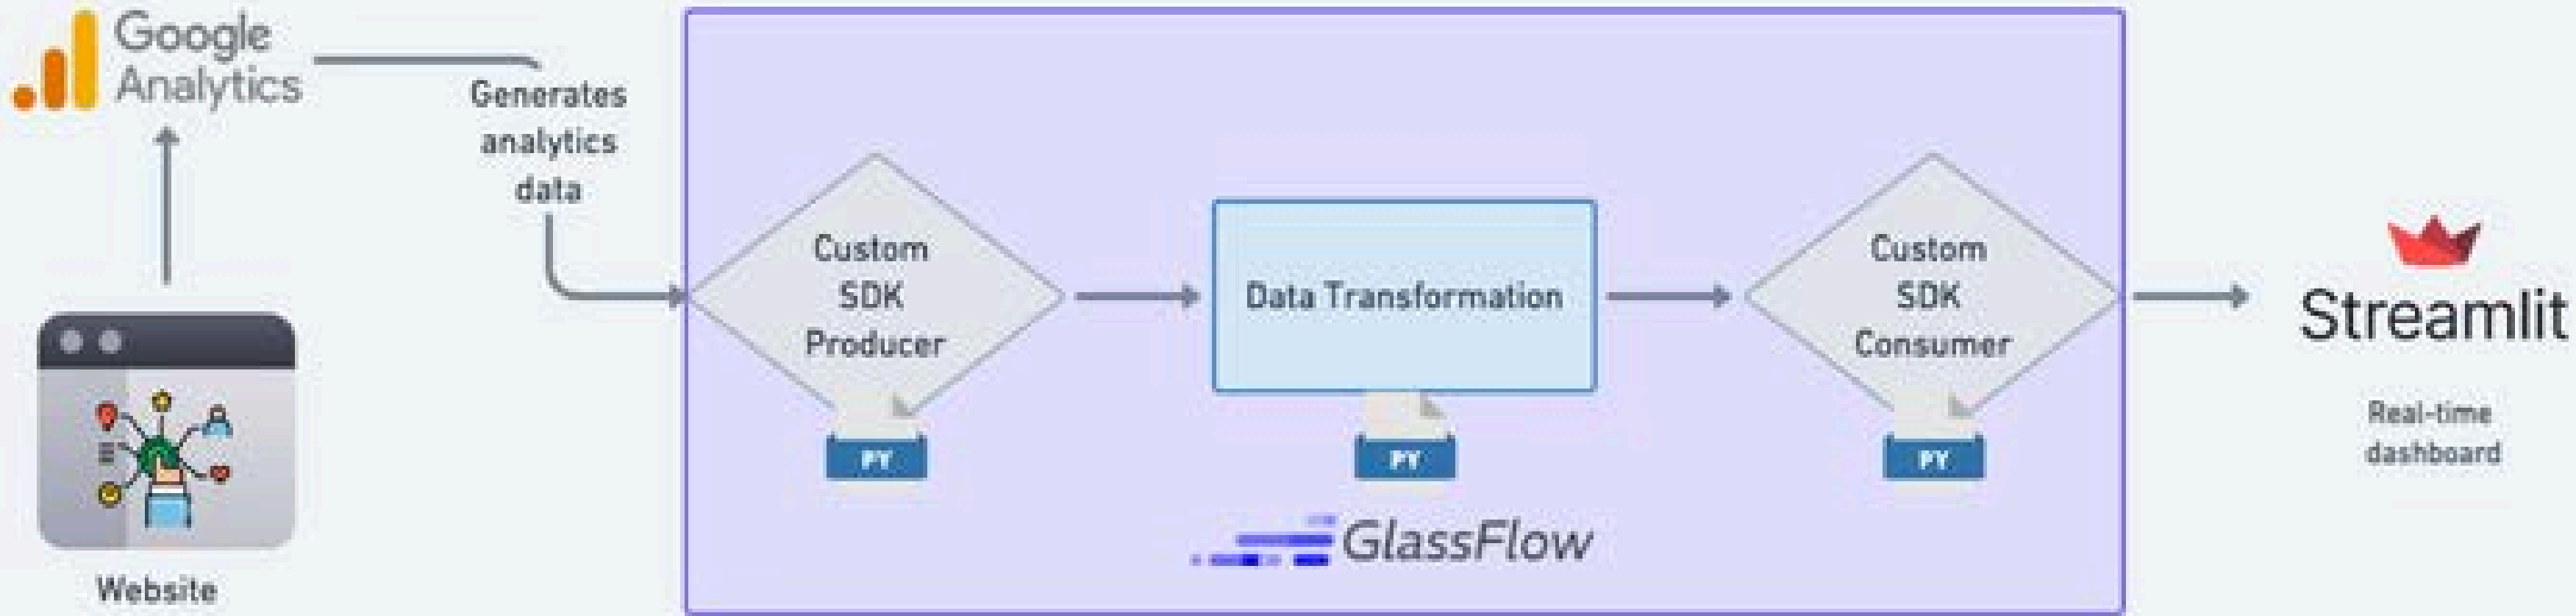 Google
Analytics
Generates
analytics
data
Website
Custom
SDK
Producer
PY
Data Transformation
PY
Custom
SDK
Consumer
PY
GlassFlow
Streamlit
Real-time
dashboard